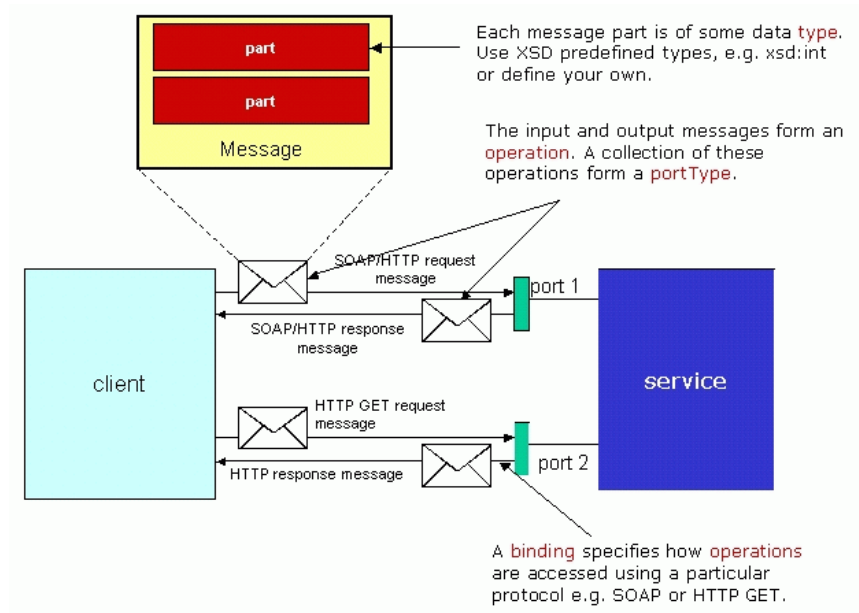 part
part
Message
Each message part is of some data type.
Use XSD predefined types, e.g. xsd:int
or define your own.
The input and output messages form an
operation. A collection of these
operations form a portType.
SOAP/HTTP request
message
port 1
SOAP/HTTP response
message
client
service
HTTP GET request
message
port 2
HTTP response message
A binding specifies how operations
are accessed using a particular
protocol e.g. SOAP or HTTP GET.